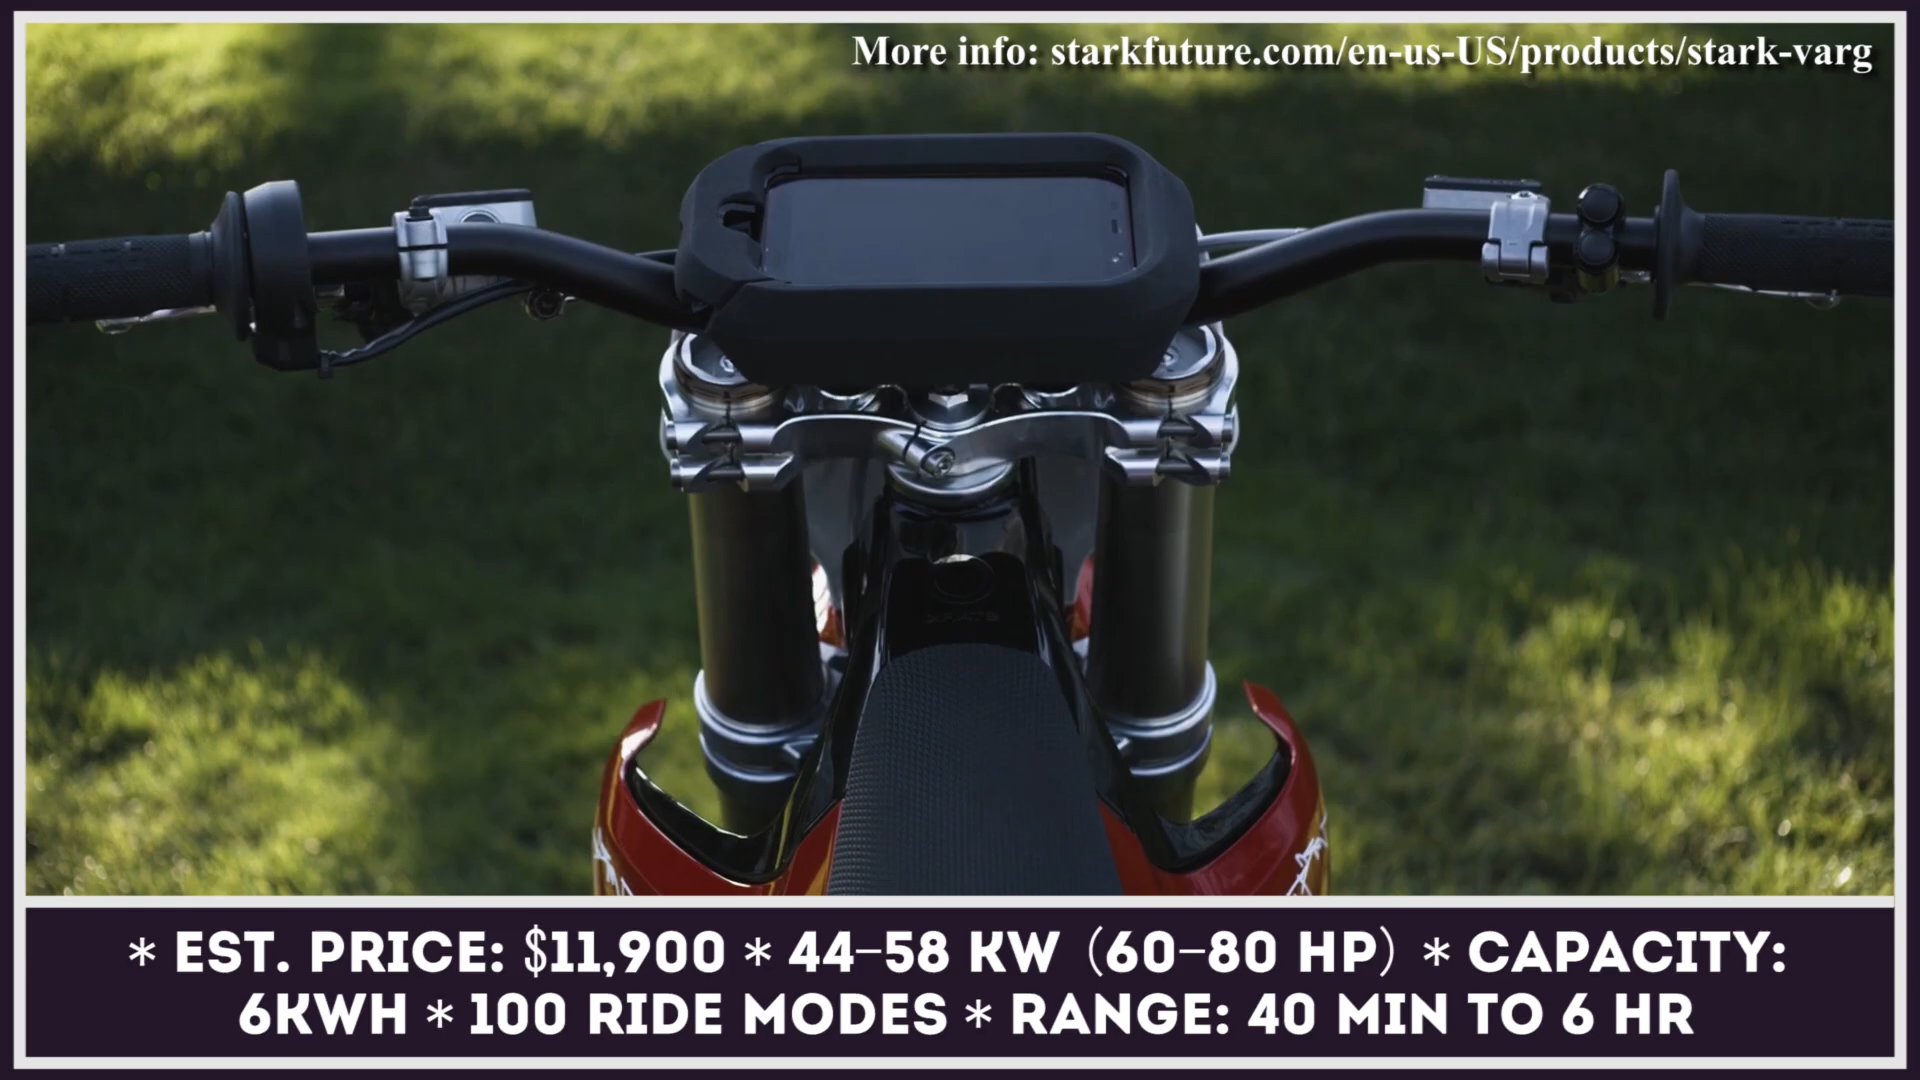 More info: starkfuture.com/en-us-US/products/stark-varg
* EST. PRICE: $11,900 * 44–58 KW (60–80 HP) * CAPACITY:
6KWH * 100 RIDE MODES * RANGE: 40 MIN TO 6 HR